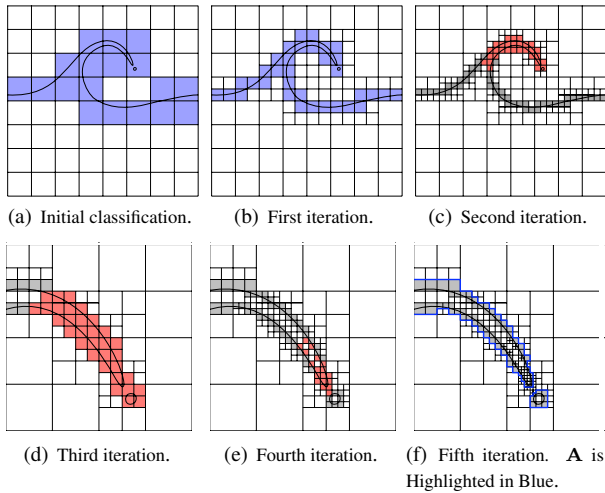 (a) Initial classification.
(b) First iteration.
(c) Second iteration.
(d) Third iteration.
(e) Fourth iteration.
(f) Fifth iteration. A is
Highlighted in Blue.